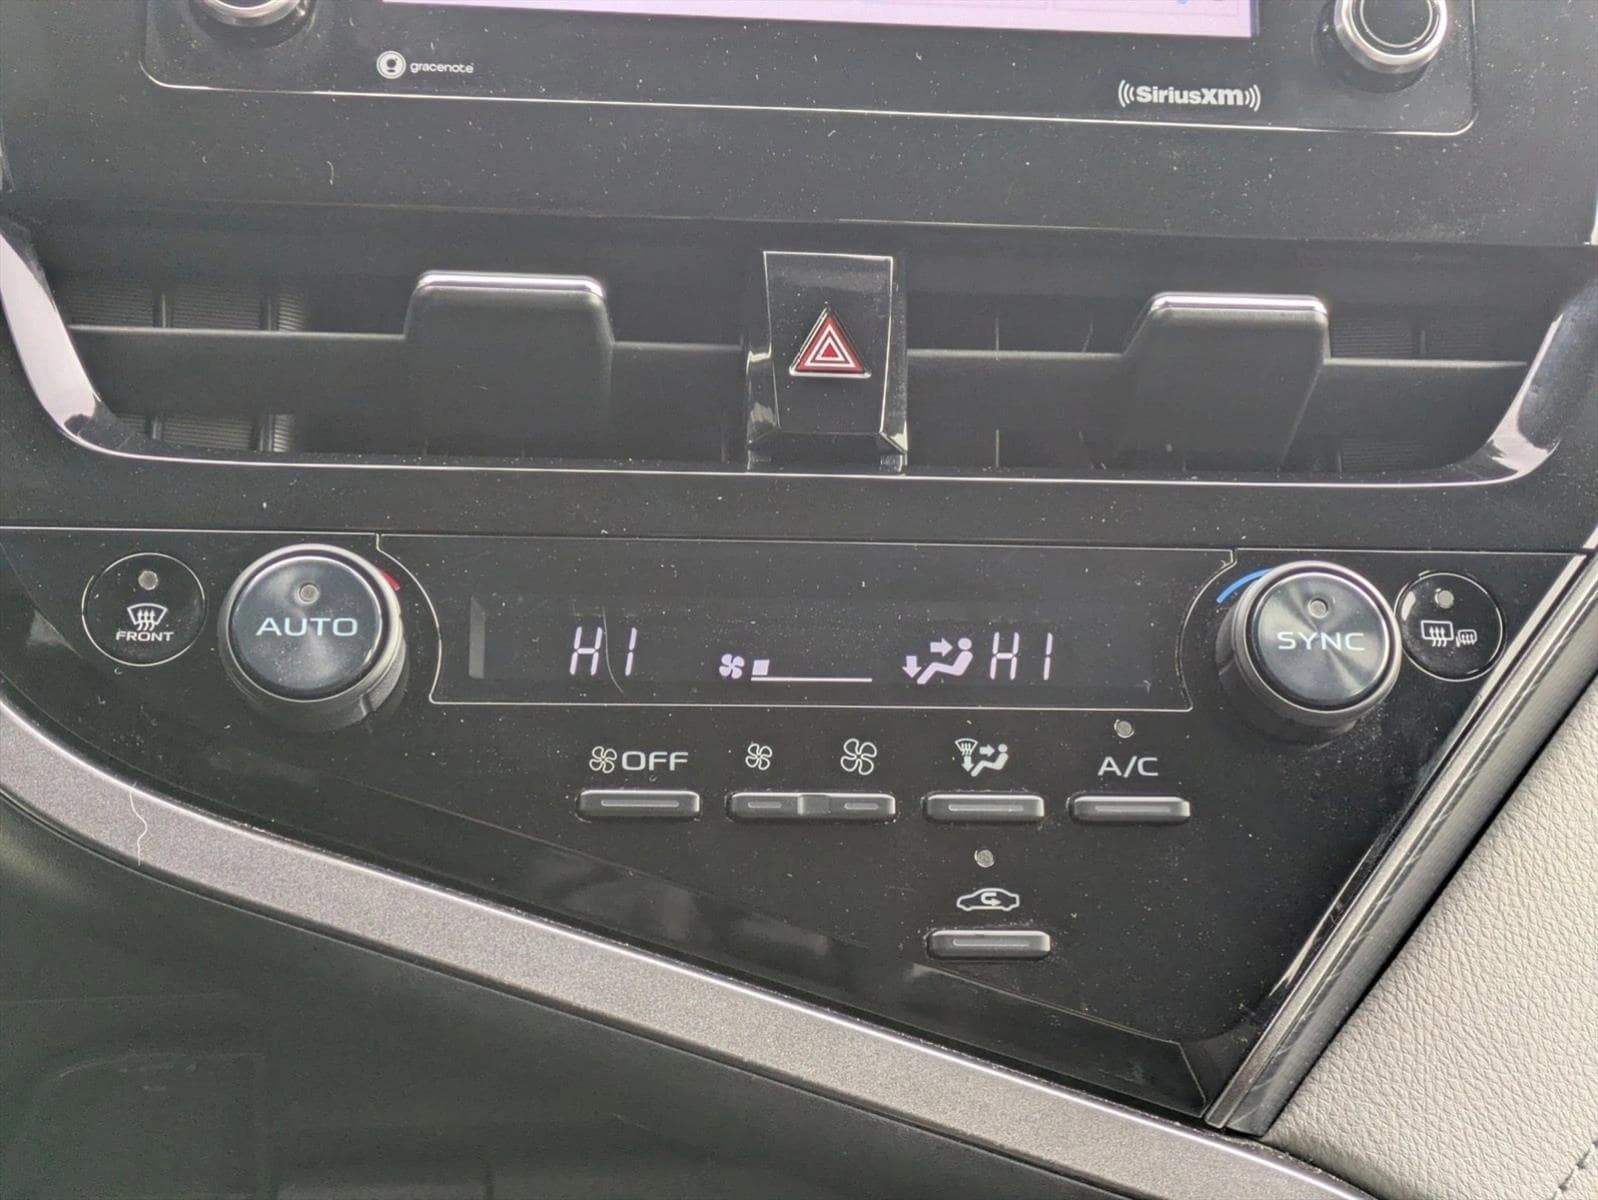 gracenote
SiriusXM
FRONT
AUTO
HI
HI
SYNC
OFF
A/C